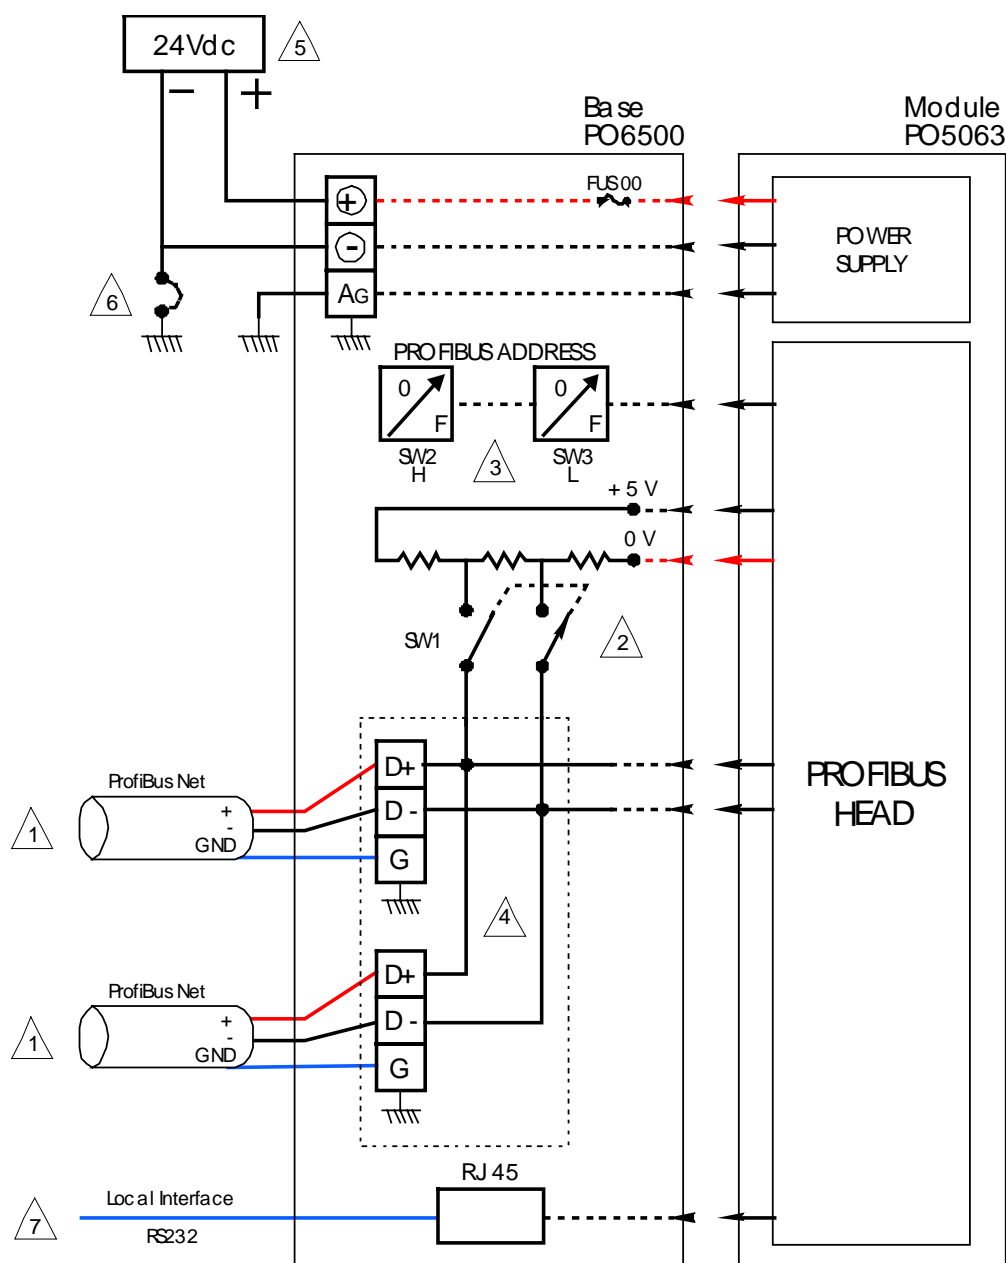 24Vdc
5
− +
Base
PO6500
Module
PO5063
+
FUS00
POWER
SUPPLY
-
6
AG
PROFIBUS ADDRESS
0
F
0
F
SW2
H
3
SW3
L
+5 V
0 V
SW1
2
ProfiBus Net
+
-
GND
1
D+
D-
G
PROFIBUS
HEAD
4
ProfiBus Net
+
-
GND
1
D+
D-
G
RJ45
Local Interface
RS232
7